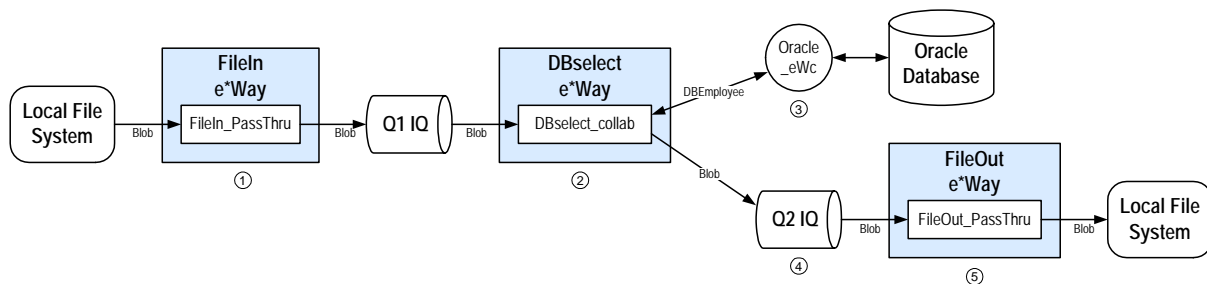 Local File
System
Blob
FileIn
e*Way
FileIn_PassThru
①
Blob
Q1 IQ
Blob
DBselect
e*Way
DBselect_collab
②
DBEmployee
Oracle
_eWc
③
Oracle
Database
Blob
Q2 IQ
④
Blob
FileOut
e*Way
FileOut_PassThru
⑤
Blob
Local File
System